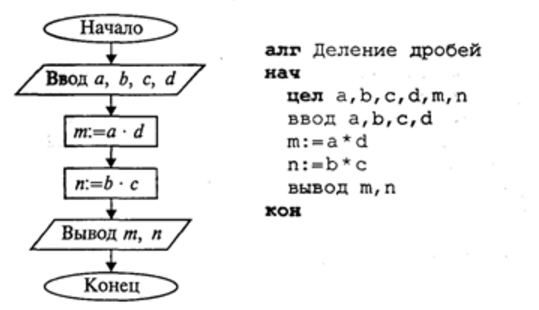 Начало
Ввод a, b, c, d
m:=a · d
n:=b · c
Вывод m, n
Конец
алг Деление дробей
нач
цел a,b,c,d,m,n
ввод a,b,c,d
m:=a*d
n:=b*c
вывод m,n
кон